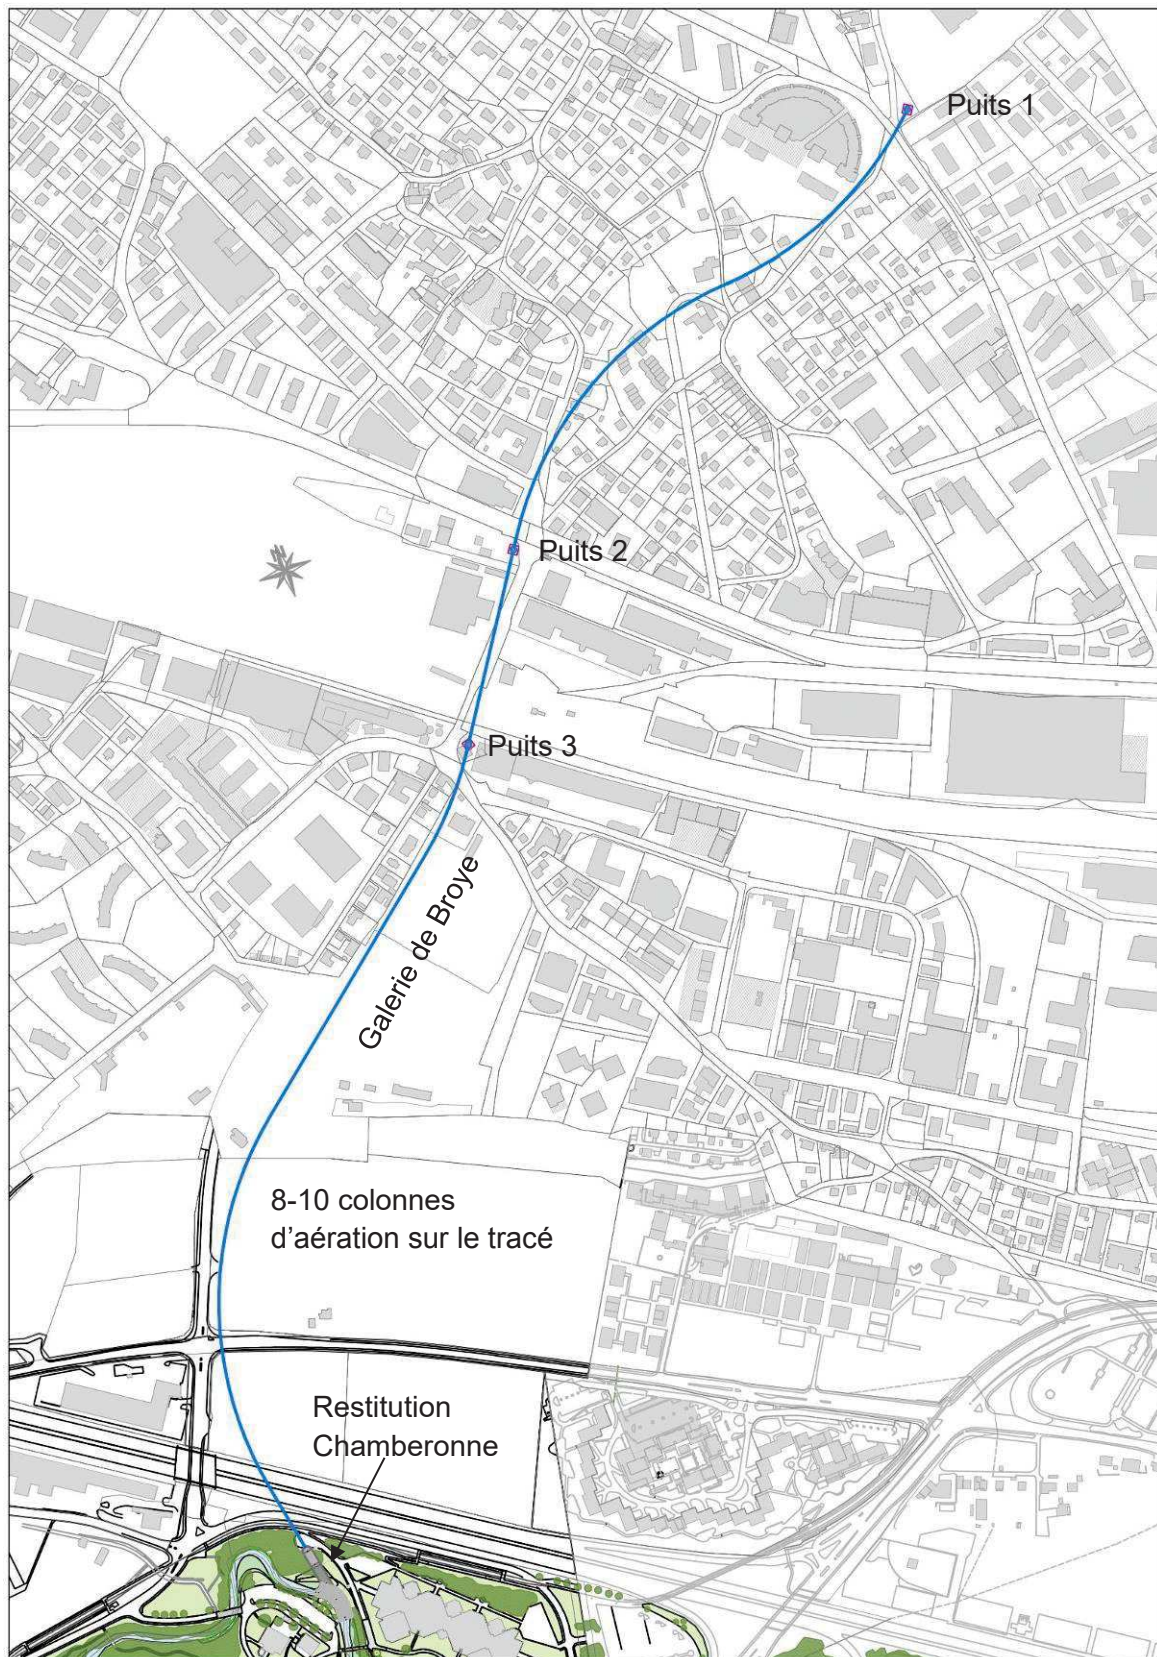 Puits 1
Puits 2
Puits 3
Galerie de Broye
8-10 colonnes
d'aération sur le tracé
Restitution
Chamberonne